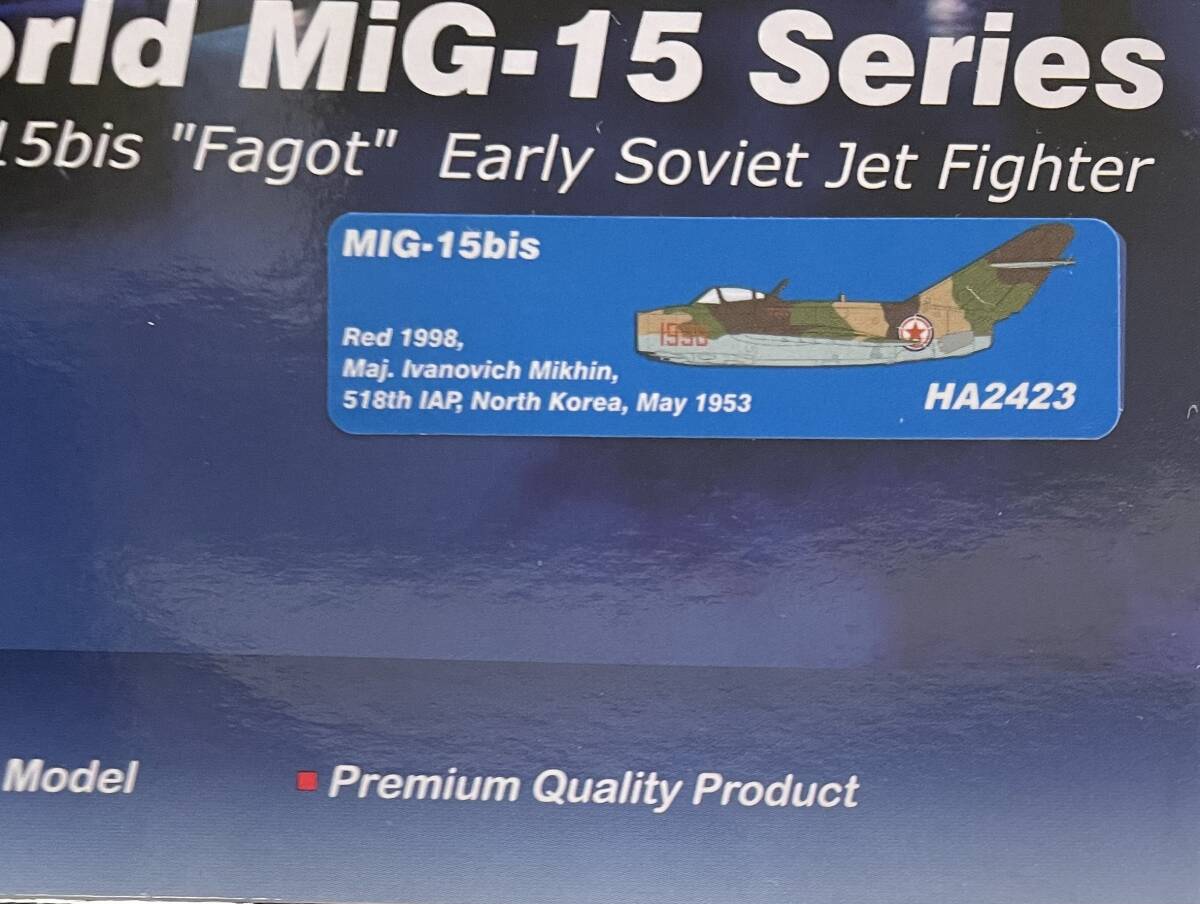 orld MiG-15 Series
15bis "Fagot" Early Soviet Jet Fighter
MIG-15bis
Red 1998,
Maj. Ivanovich Mikhin,
518th IAP, North Korea, May 1953
HA2423
Model
Premium Quality Product